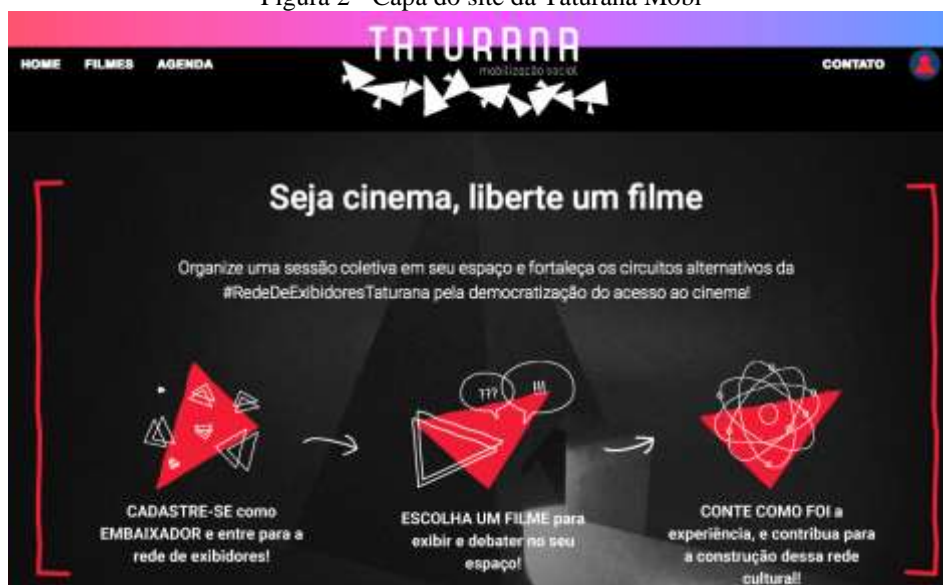 Figura 2 - Capa do site da Taturana Mobi
TATURANA
mobilização social
HOME FILMES AGENDA CONTATO
Seja cinema, liberte um filme
Organize uma sessão coletiva em seu espaço e fortaleça os circuitos alternativos da
#RedeDeExibidoresTaturana pela democratização do acesso ao cinema!
???
!!!
CADASTRE-SE como
EMBAIXADOR e entre para a
rede de exibidores!
ESCOLHA UM FILME para
exibir e debater no seu
espaço!
CONTE COMO FOI a
experiência, e contribua para
a construção dessa rede
cultural!